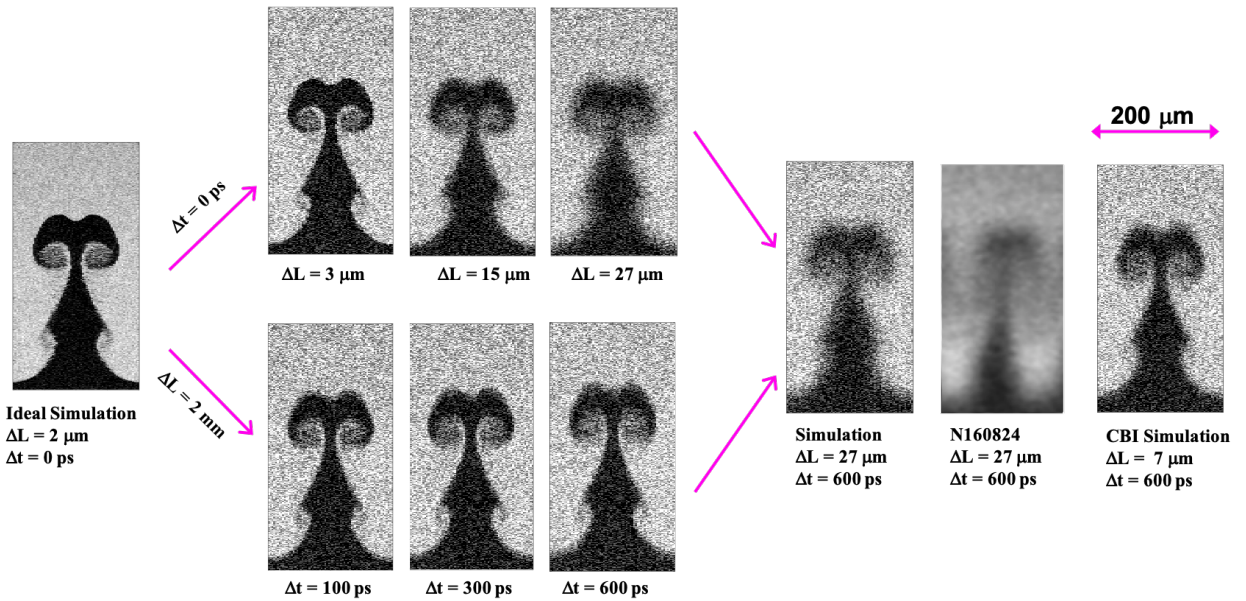 200 μm
Δt = 0 ps
ΔL = 3 μm
ΔL = 15 μm
ΔL = 27 μm
ΔL = 2 mm
Ideal Simulation
ΔL = 2 μm
Δt = 0 ps
Simulation
ΔL = 27 μm
Δt = 600 ps
N160824
ΔL = 27 μm
Δt = 600 ps
CBI Simulation
ΔL = 7 μm
Δt = 600 ps
Δt = 100 ps
Δt = 300 ps
Δt = 600 ps